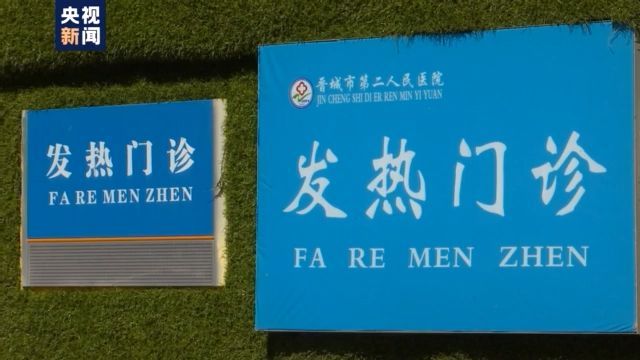 央视
新闻
发热门诊
FA RE MEN ZHEN
晋城市第二人民医院
JIN CHENG SHI DI ER REN MIN YI YUAN
发热门诊
FA RE MEN ZHEN